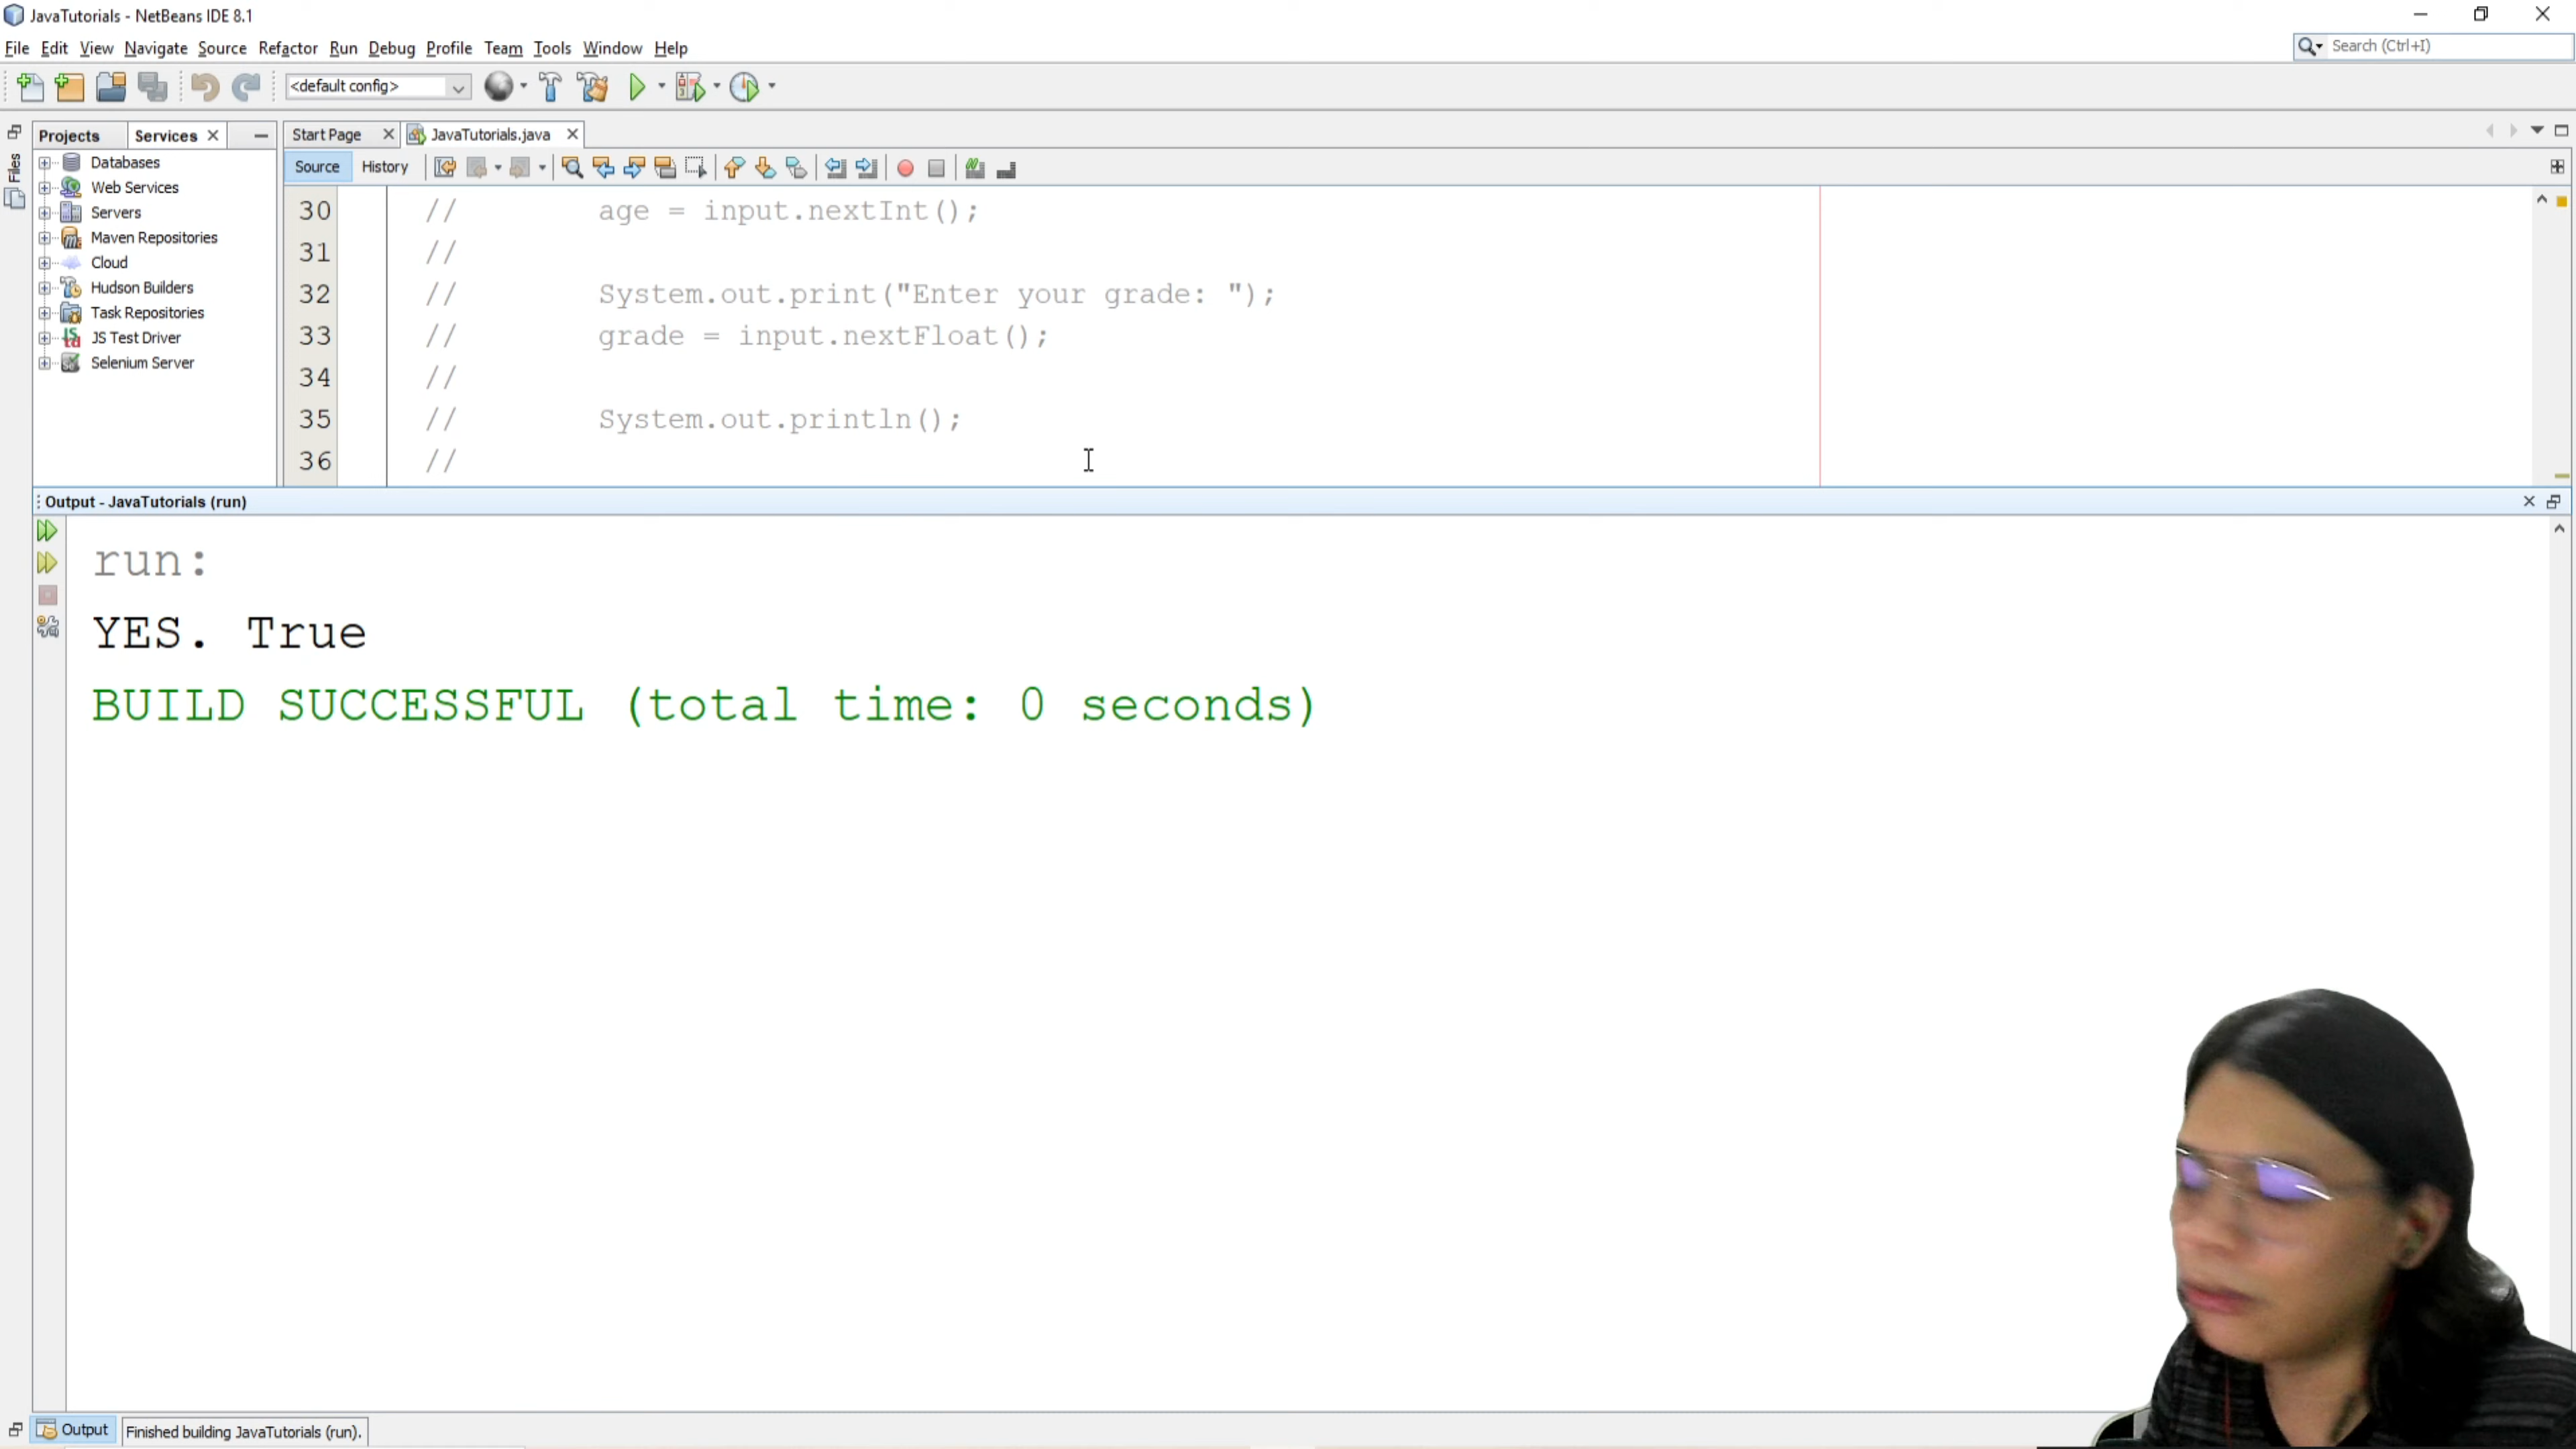 JavaTutorials - NetBeans IDE 8.1
File Edit View Navigate Source Refactor Run Debug Profile Team Tools Window Help
Search (Ctrl+I)
<default config>
Files
Projects Services
Databases
Web Services
Servers
Maven Repositories
Cloud
Hudson Builders
Task Repositories
JS Test Driver
Selenium Server
Start Page JavaTutorials.java
Source History
30 // age = input.nextInt();
31 //
32 // System.out.print("Enter your grade: ");
33 // grade = input.nextFloat();
34 //
35 // System.out.println();
36 //
Output - JavaTutorials (run)
run:
YES. True
BUILD SUCCESSFUL (total time: 0 seconds)
Output Finished building JavaTutorials (run).